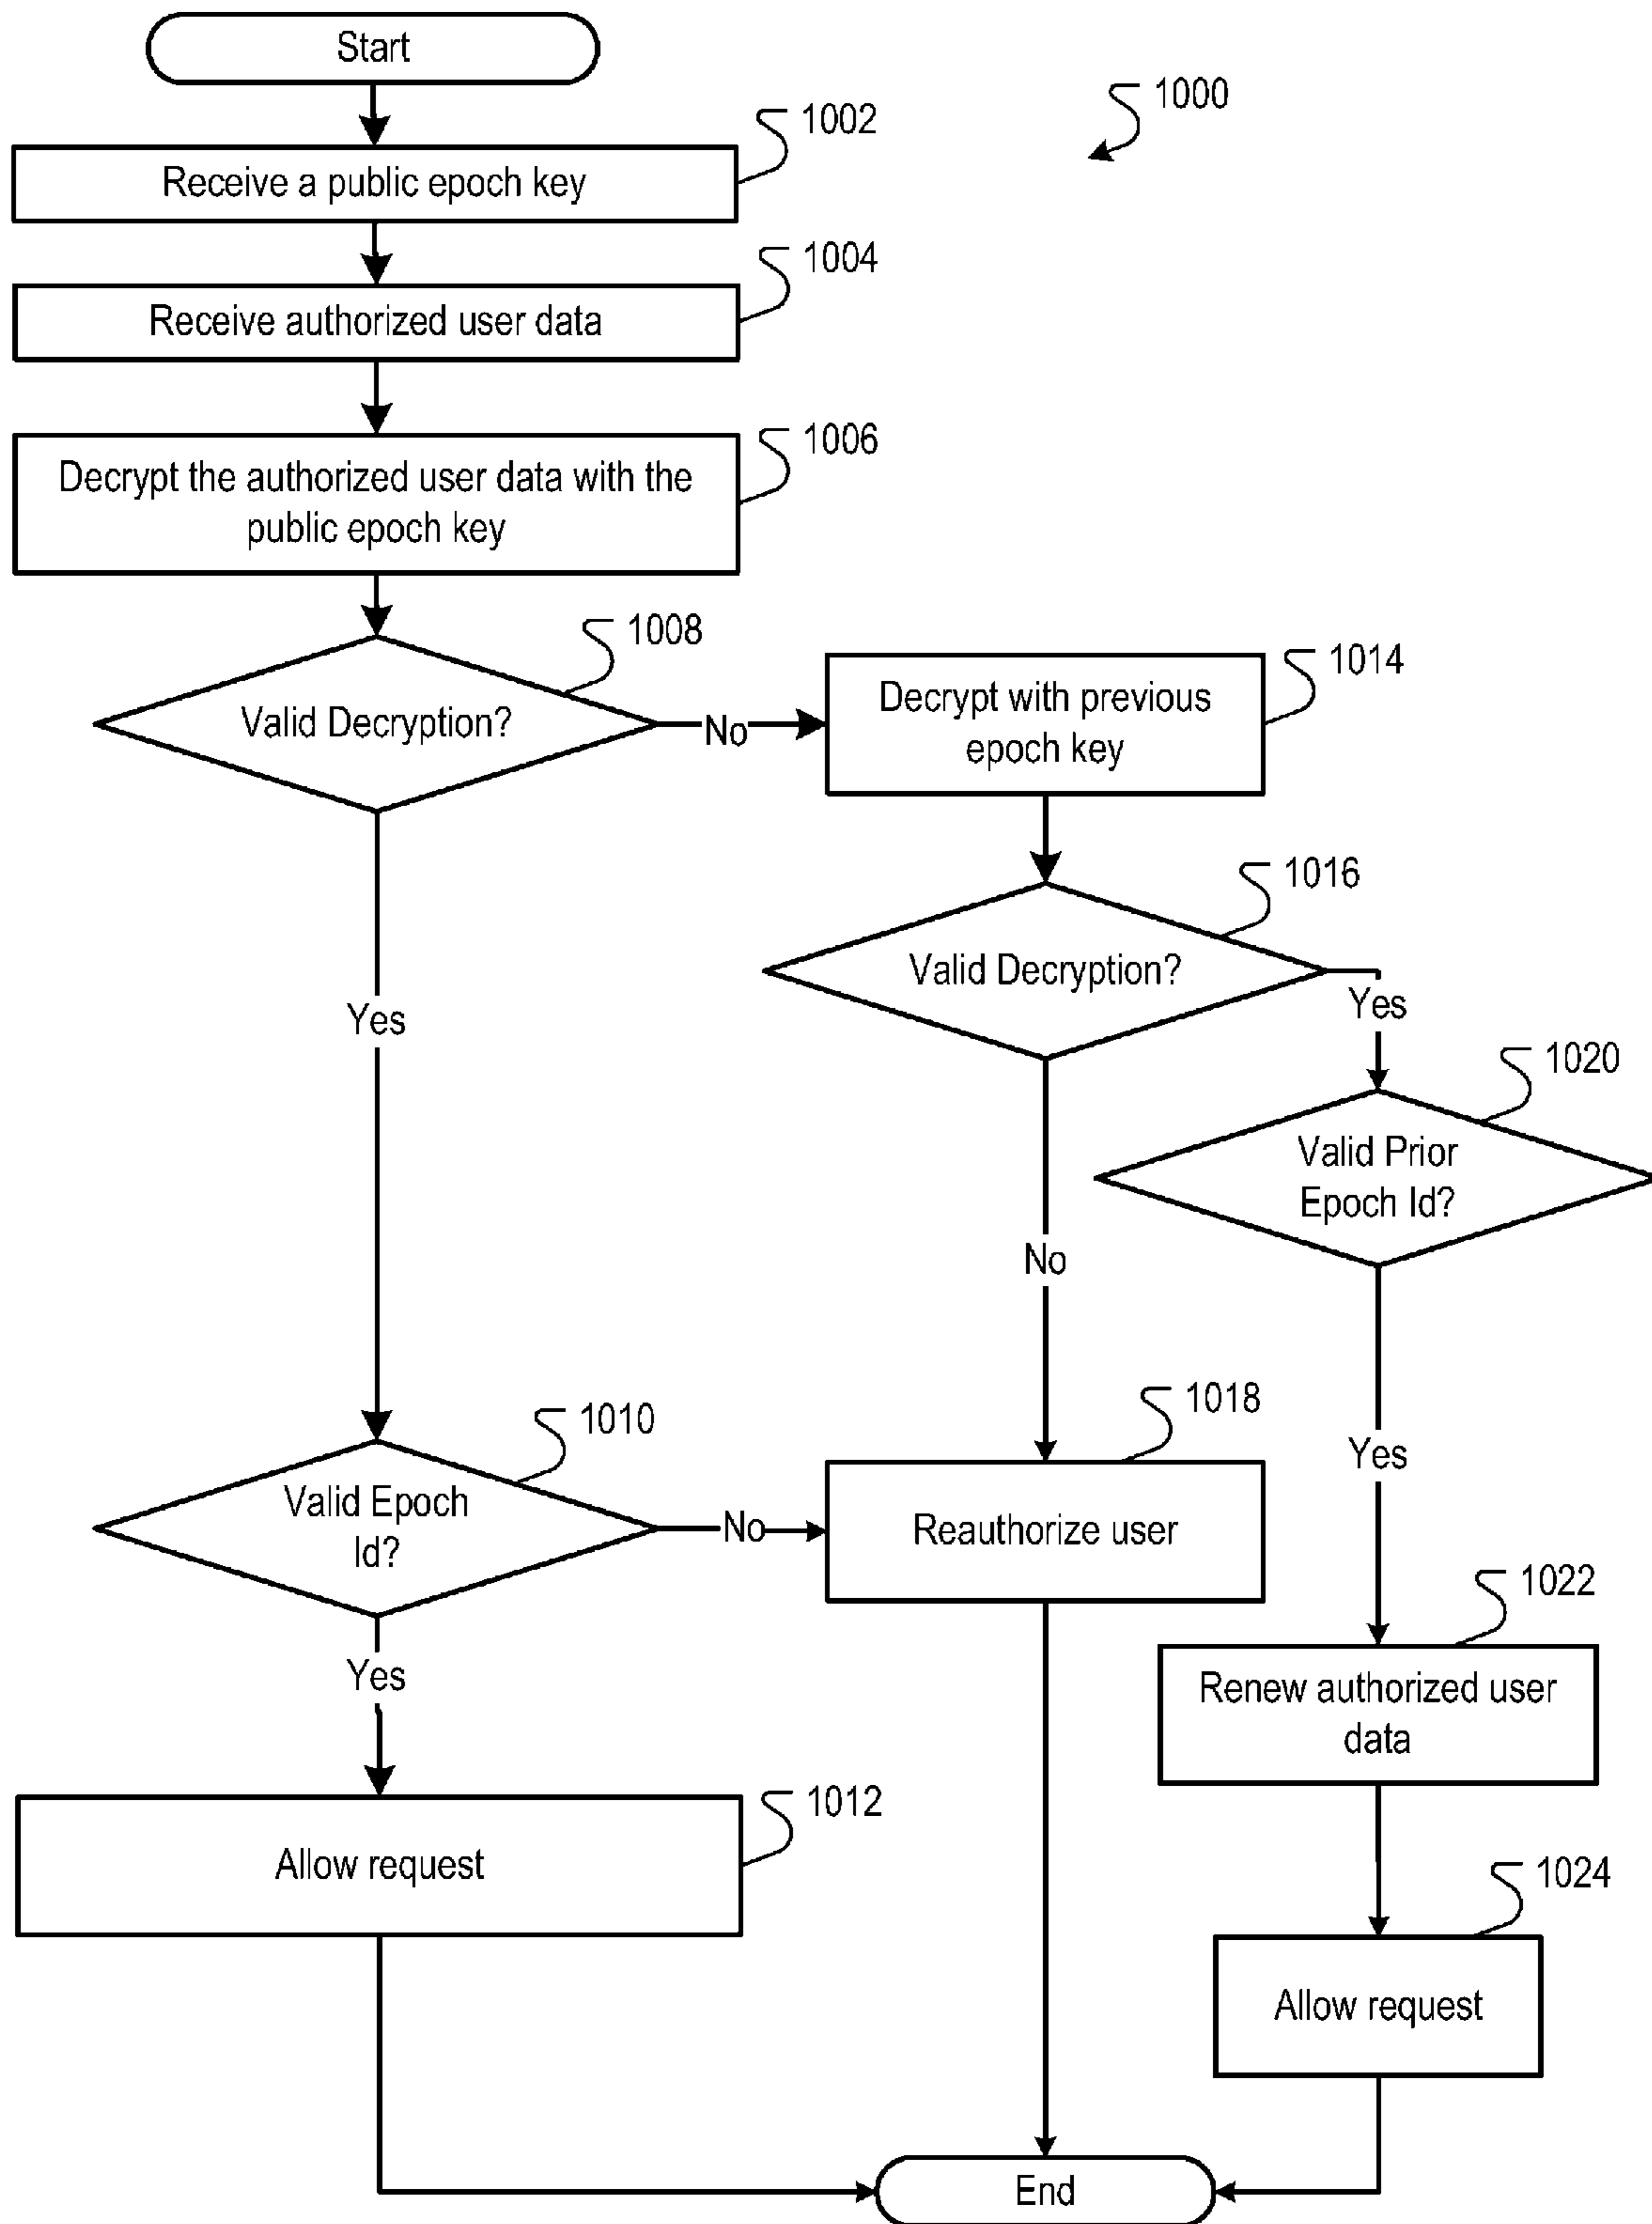 Start
1000
1002
Receive a public epoch key
1004
Receive authorized user data
1006
Decrypt the authorized user data with the
public epoch key
1008
Valid Decryption?
No
1014
Decrypt with previous
epoch key
1016
Valid Decryption?
Yes
Yes
1020
Valid Prior
Epoch Id?
No
1010
Valid Epoch
Id?
No
1018
Reauthorize user
Yes
1022
Renew authorized user
data
Yes
1012
Allow request
1024
Allow request
End